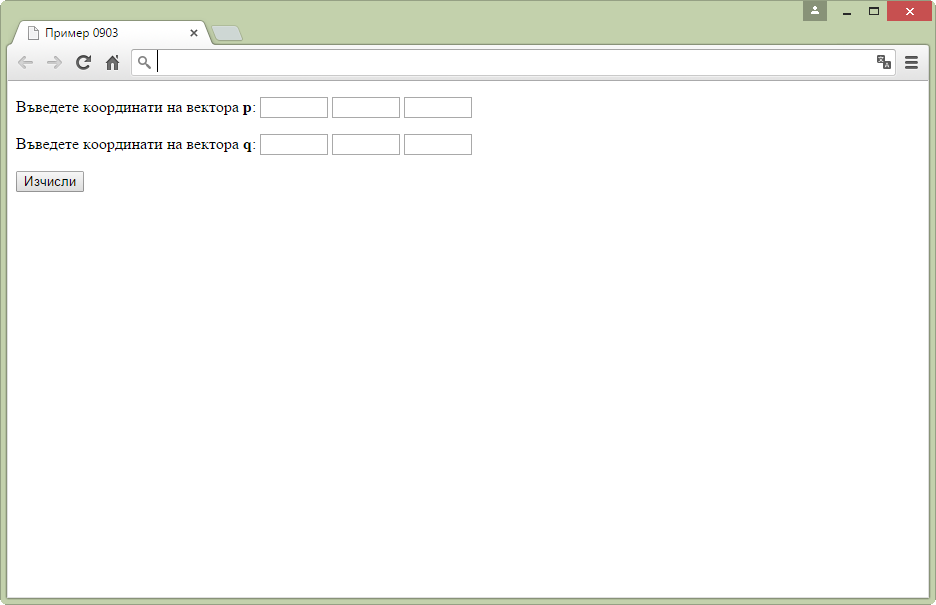 Пример 0903
Въведете координати на вектора p:
Въведете координати на вектора q:
Изчисли